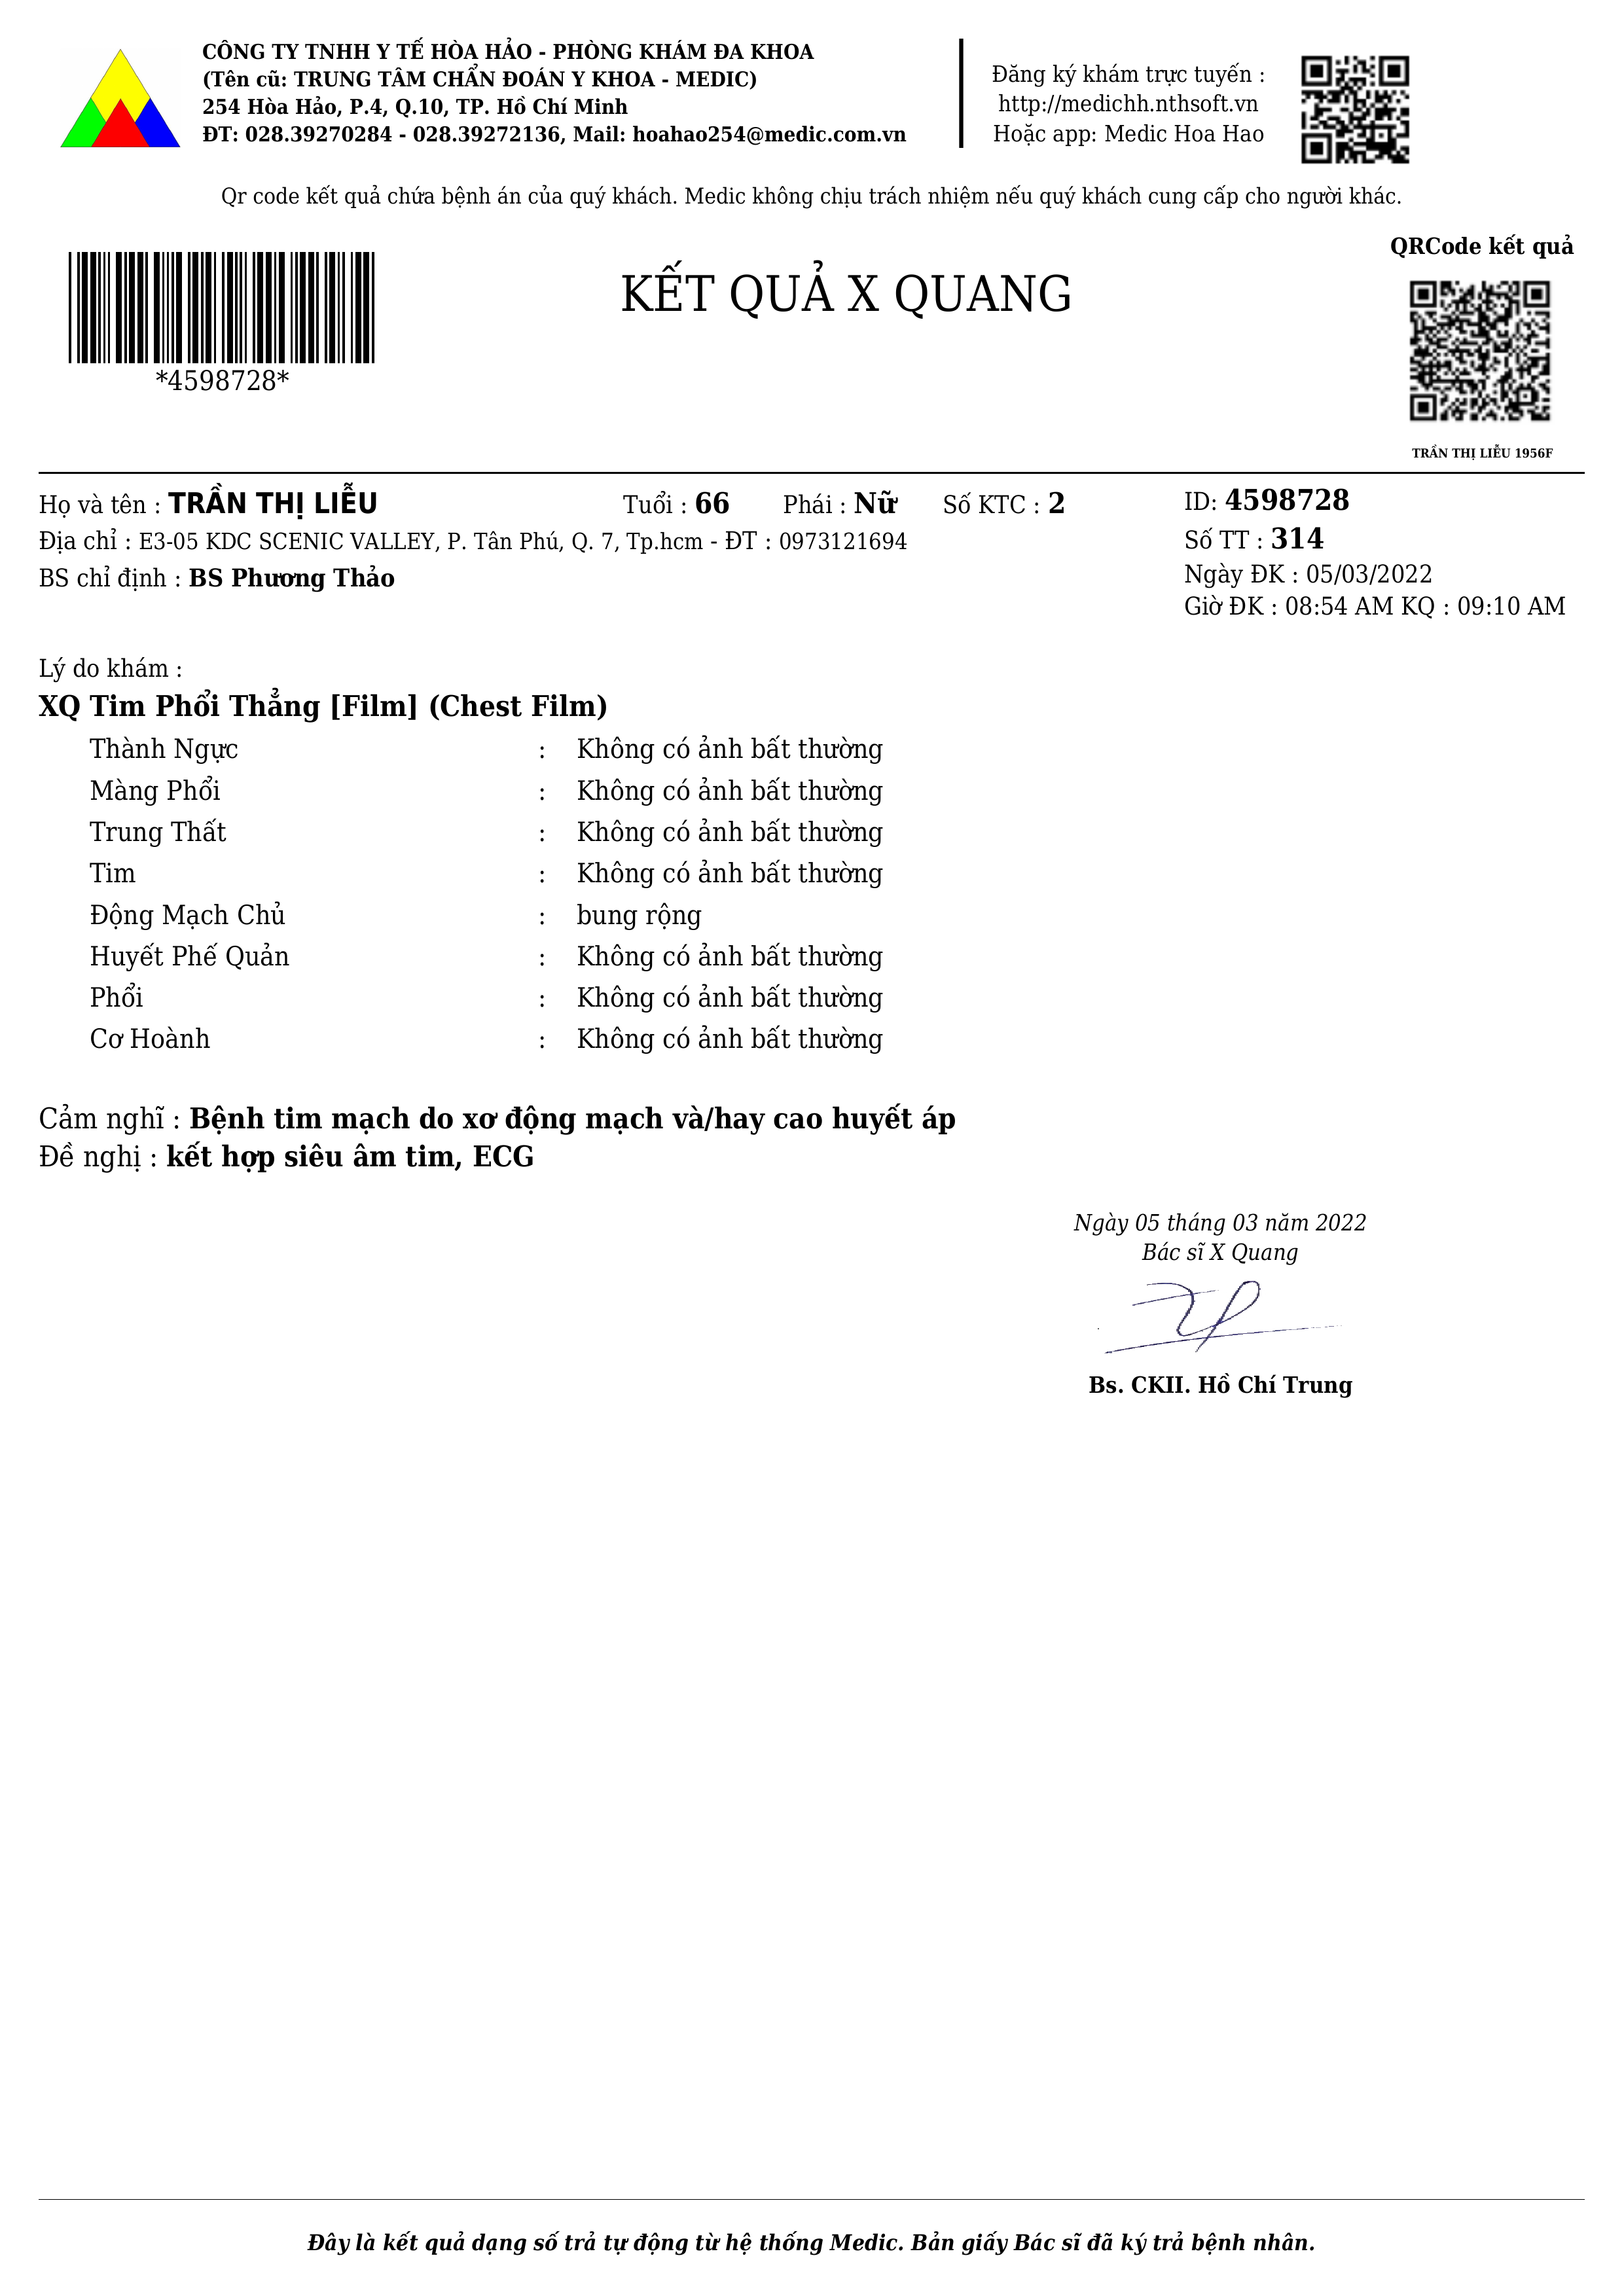 CÔNG TY TNHH Y TẾ HÒA HẢO - PHÒNG KHÁM ĐA KHOA
(Tên cũ: TRUNG TÂM CHẨN ĐOÁN Y KHOA - MEDIC)
254 Hòa Hảo, P.4, Q.10, TP. Hồ Chí Minh
ĐT: 028.39270284 - 028.39272136, Mail: hoahao254@medic.com.vn
Đăng ký khám trực tuyến :
http://medichh.nthsoft.vn
Hoặc app: Medic Hoa Hao
Qr code kết quả chứa bệnh án của quý khách. Medic không chịu trách nhiệm nếu quý khách cung cấp cho người khác.
*4598728*
KẾT QUẢ X QUANG
QRCode kết quả
TRẦN THỊ LIỄU 1956F
Họ và tên : TRẦN THỊ LIỄU Tuổi : 66 Phái : Nữ Số KTC : 2 ID: 4598728
Địa chỉ : E3-05 KDC SCENIC VALLEY, P. Tân Phú, Q. 7, Tp.hcm - ĐT : 0973121694 Số TT : 314
BS chỉ định : BS Phương Thảo Ngày ĐK : 05/03/2022
Giờ ĐK : 08:54 AM KQ : 09:10 AM
Lý do khám :
XQ Tim Phổi Thẳng [Film] (Chest Film)
Thành Ngực : Không có ảnh bất thường
Màng Phổi : Không có ảnh bất thường
Trung Thất : Không có ảnh bất thường
Tim : Không có ảnh bất thường
Động Mạch Chủ : bung rộng
Huyết Phế Quản : Không có ảnh bất thường
Phổi : Không có ảnh bất thường
Cơ Hoành : Không có ảnh bất thường
Cảm nghĩ : Bệnh tim mạch do xơ động mạch và/hay cao huyết áp
Đề nghị : kết hợp siêu âm tim, ECG
Ngày 05 tháng 03 năm 2022
Bác sĩ X Quang
Bs. CKII. Hồ Chí Trung
Đây là kết quả dạng số trả tự động từ hệ thống Medic. Bản giấy Bác sĩ đã ký trả bệnh nhân.